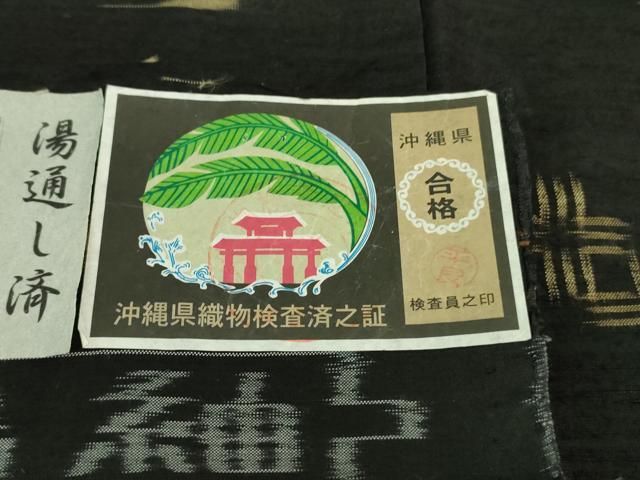 湯通し済
沖縄県織物検査済之証
沖縄県
合格
検査員之印
紬